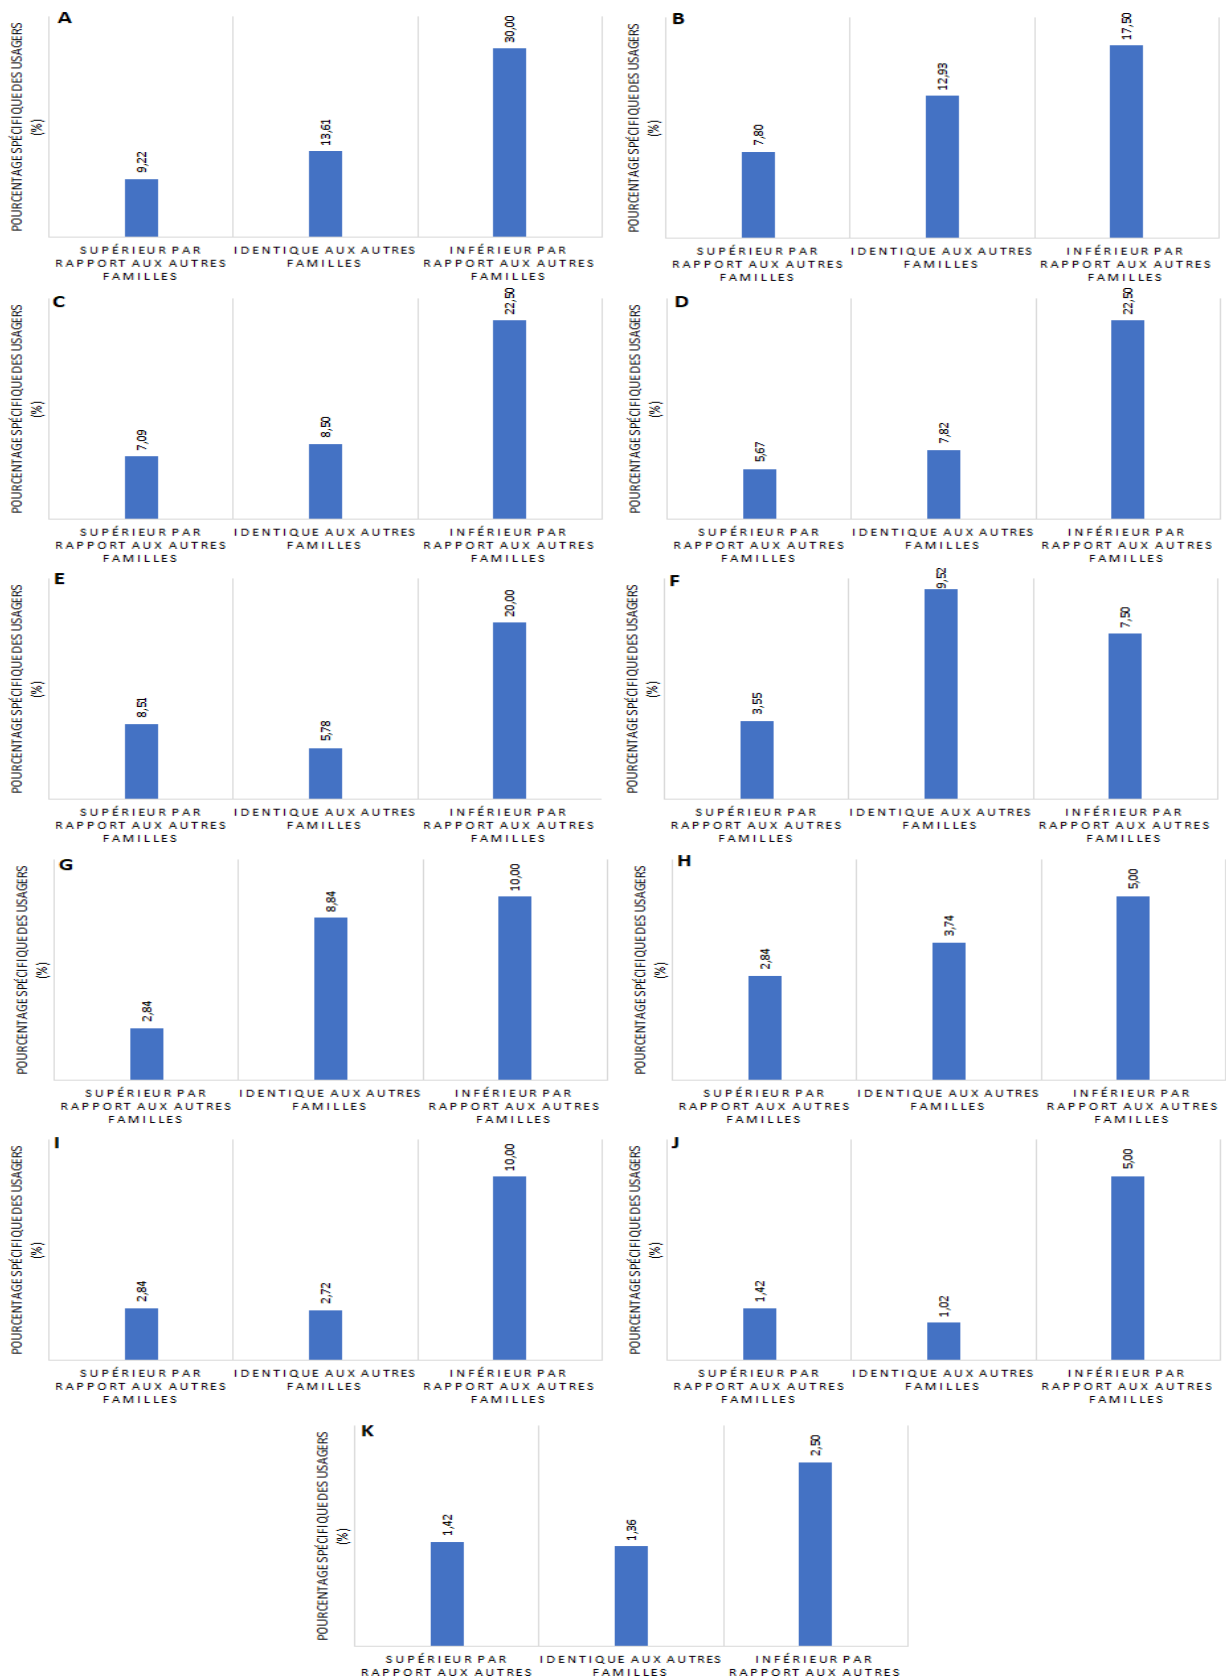 A
POURCENTAGE SPÉCIFIQUE DES USAGERS
(%)
9,22
13,61
30,00
SUPÉRIEUR PAR
RAPPORT AUX AUTRES
FAMILLES
IDENTIQUE AUX AUTRES
FAMILLES
INFÉRIEUR PAR
RAPPORT AUX AUTRES
FAMILLES
B
POURCENTAGE SPÉCIFIQUE DES USAGERS
(%)
7,80
12,93
17,50
SUPÉRIEUR PAR
RAPPORT AUX AUTRES
FAMILLES
IDENTIQUE AUX AUTRES
FAMILLES
INFÉRIEUR PAR
RAPPORT AUX AUTRES
FAMILLES
C
POURCENTAGE SPÉCIFIQUE DES USAGERS
(%)
7,09
8,50
22,50
SUPÉRIEUR PAR
RAPPORT AUX AUTRES
FAMILLES
IDENTIQUE AUX AUTRES
FAMILLES
INFÉRIEUR PAR
RAPPORT AUX AUTRES
FAMILLES
D
POURCENTAGE SPÉCIFIQUE DES USAGERS
(%)
5,67
7,82
22,50
SUPÉRIEUR PAR
RAPPORT AUX AUTRES
FAMILLES
IDENTIQUE AUX AUTRES
FAMILLES
INFÉRIEUR PAR
RAPPORT AUX AUTRES
FAMILLES
E
POURCENTAGE SPÉCIFIQUE DES USAGERS
(%)
8,51
5,78
20,00
SUPÉRIEUR PAR
RAPPORT AUX AUTRES
FAMILLES
IDENTIQUE AUX AUTRES
FAMILLES
INFÉRIEUR PAR
RAPPORT AUX AUTRES
FAMILLES
F
POURCENTAGE SPÉCIFIQUE DES USAGERS
(%)
3,55
9,52
7,50
SUPÉRIEUR PAR
RAPPORT AUX AUTRES
FAMILLES
IDENTIQUE AUX AUTRES
FAMILLES
INFÉRIEUR PAR
RAPPORT AUX AUTRES
FAMILLES
G
POURCENTAGE SPÉCIFIQUE DES USAGERS
(%)
2,84
8,84
10,00
SUPÉRIEUR PAR
RAPPORT AUX AUTRES
FAMILLES
IDENTIQUE AUX AUTRES
FAMILLES
INFÉRIEUR PAR
RAPPORT AUX AUTRES
FAMILLES
H
POURCENTAGE SPÉCIFIQUE DES USAGERS
(%)
2,84
3,74
5,00
SUPÉRIEUR PAR
RAPPORT AUX AUTRES
FAMILLES
IDENTIQUE AUX AUTRES
FAMILLES
INFÉRIEUR PAR
RAPPORT AUX AUTRES
FAMILLES
I
POURCENTAGE SPÉCIFIQUE DES USAGERS
(%)
2,84
2,72
10,00
SUPÉRIEUR PAR
RAPPORT AUX AUTRES
FAMILLES
IDENTIQUE AUX AUTRES
FAMILLES
INFÉRIEUR PAR
RAPPORT AUX AUTRES
FAMILLES
J
POURCENTAGE SPÉCIFIQUE DES USAGERS
(%)
1,42
1,02
5,00
SUPÉRIEUR PAR
RAPPORT AUX AUTRES
FAMILLES
IDENTIQUE AUX AUTRES
FAMILLES
INFÉRIEUR PAR
RAPPORT AUX AUTRES
FAMILLES
K
POURCENTAGE SPÉCIFIQUE DES USAGERS
(%)
1,42
1,36
2,50
SUPÉRIEUR PAR
RAPPORT AUX AUTRES
IDENTIQUE AUX AUTRES
FAMILLES
INFÉRIEUR PAR
RAPPORT AUX AUTRES